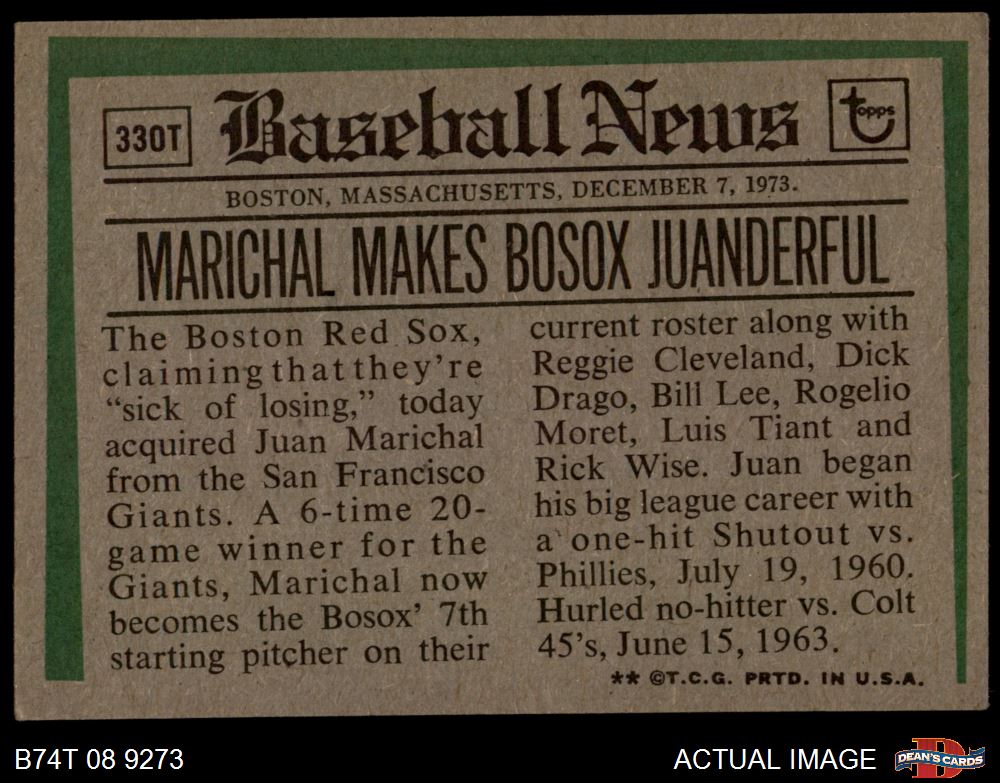 330T
Baseball News
topps
BOSTON, MASSACHUSETTS, DECEMBER 7, 1973.
MARICHAL MAKES BOSOX JUANDERFUL
The Boston Red Sox,
claiming that they're
“sick of losing,” today
acquired Juan Marichal
from the San Francisco
Giants. A 6-time 20-
game winner for the
Giants, Marichal now
becomes the Bosox' 7th
starting pitcher on their
current roster along with
Reggie Cleveland, Dick
Drago, Bill Lee, Rogelio
Moret, Luis Tiant and
Rick Wise. Juan began
his big league career with
a one-hit Shutout vs.
Phillies, July 19, 1960.
Hurled no-hitter vs. Colt
45's, June 15, 1963.
** ©T.C.G. PRTD. IN U.S.A.
B74T 08 9273
ACTUAL IMAGE
D
DEAN'S CARDS